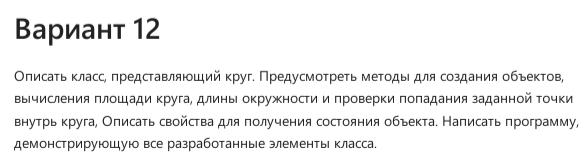 Вариант 12
Описать класс, представляющий круг. Предусмотреть методы для создания объектов,
вычисления площади круга, длины окружности и проверки попадания заданной точки
внутрь круга, Описать свойства для получения состояния объекта. Написать программу,
демонстрирующую все разработанные элементы класса.